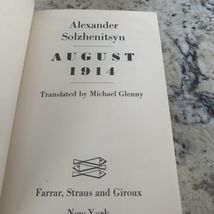 Alexander
Solzhenitsyn
AUGUST
1914
Translated by Michael Glenny
Farrar, Straus and Giroux
New York